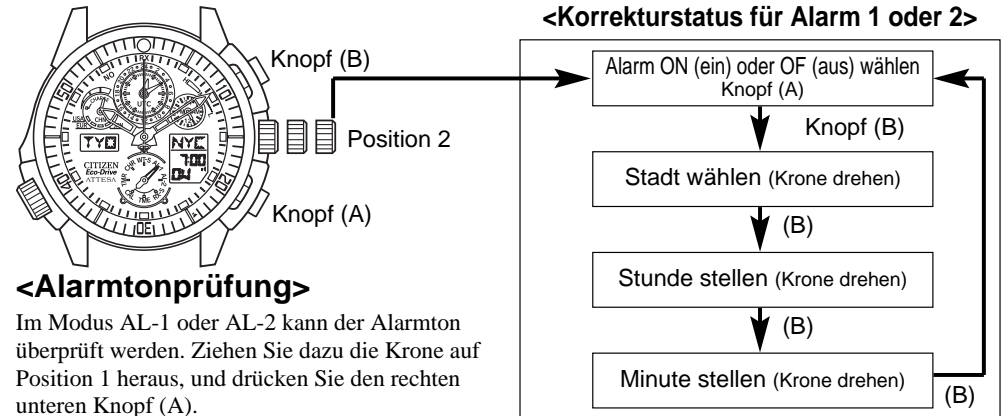 <Korrekturstatus für Alarm 1 oder 2>
Knopf (B)
Position 2
Knopf (A)
TYO
NYC
7:00
CITIZEN
Eco-Drive
ATTESA
UTC
<Alarmtonprüfung>
Im Modus AL-1 oder AL-2 kann der Alarmton
überprüft werden. Ziehen Sie dazu die Krone auf
Position 1 heraus, und drücken Sie den rechten
unteren Knopf (A).
Alarm ON (ein) oder OF (aus) wählen
Knopf (A)
Knopf (B)
Stadt wählen (Krone drehen)
(B)
Stunde stellen (Krone drehen)
(B)
Minute stellen (Krone drehen)
(B)